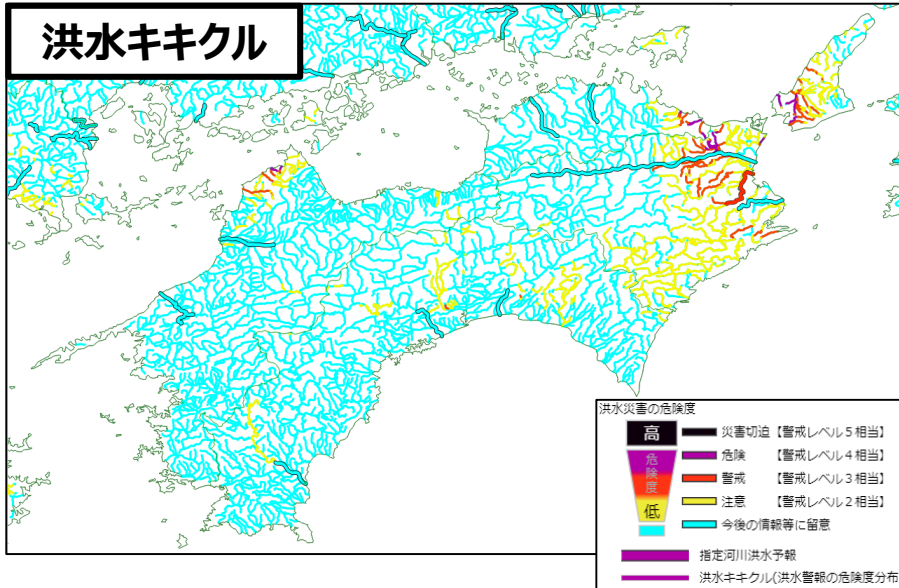 洪水キキクル
洪水災害の危険度
高
危険度
低
災害切迫【警戒レベル5相当】
危険 【警戒レベル4相当】
警戒 【警戒レベル3相当】
注意 【警戒レベル2相当】
今後の情報等に留意
指定河川洪水予報
洪水キキクル(洪水警報の危険度分布